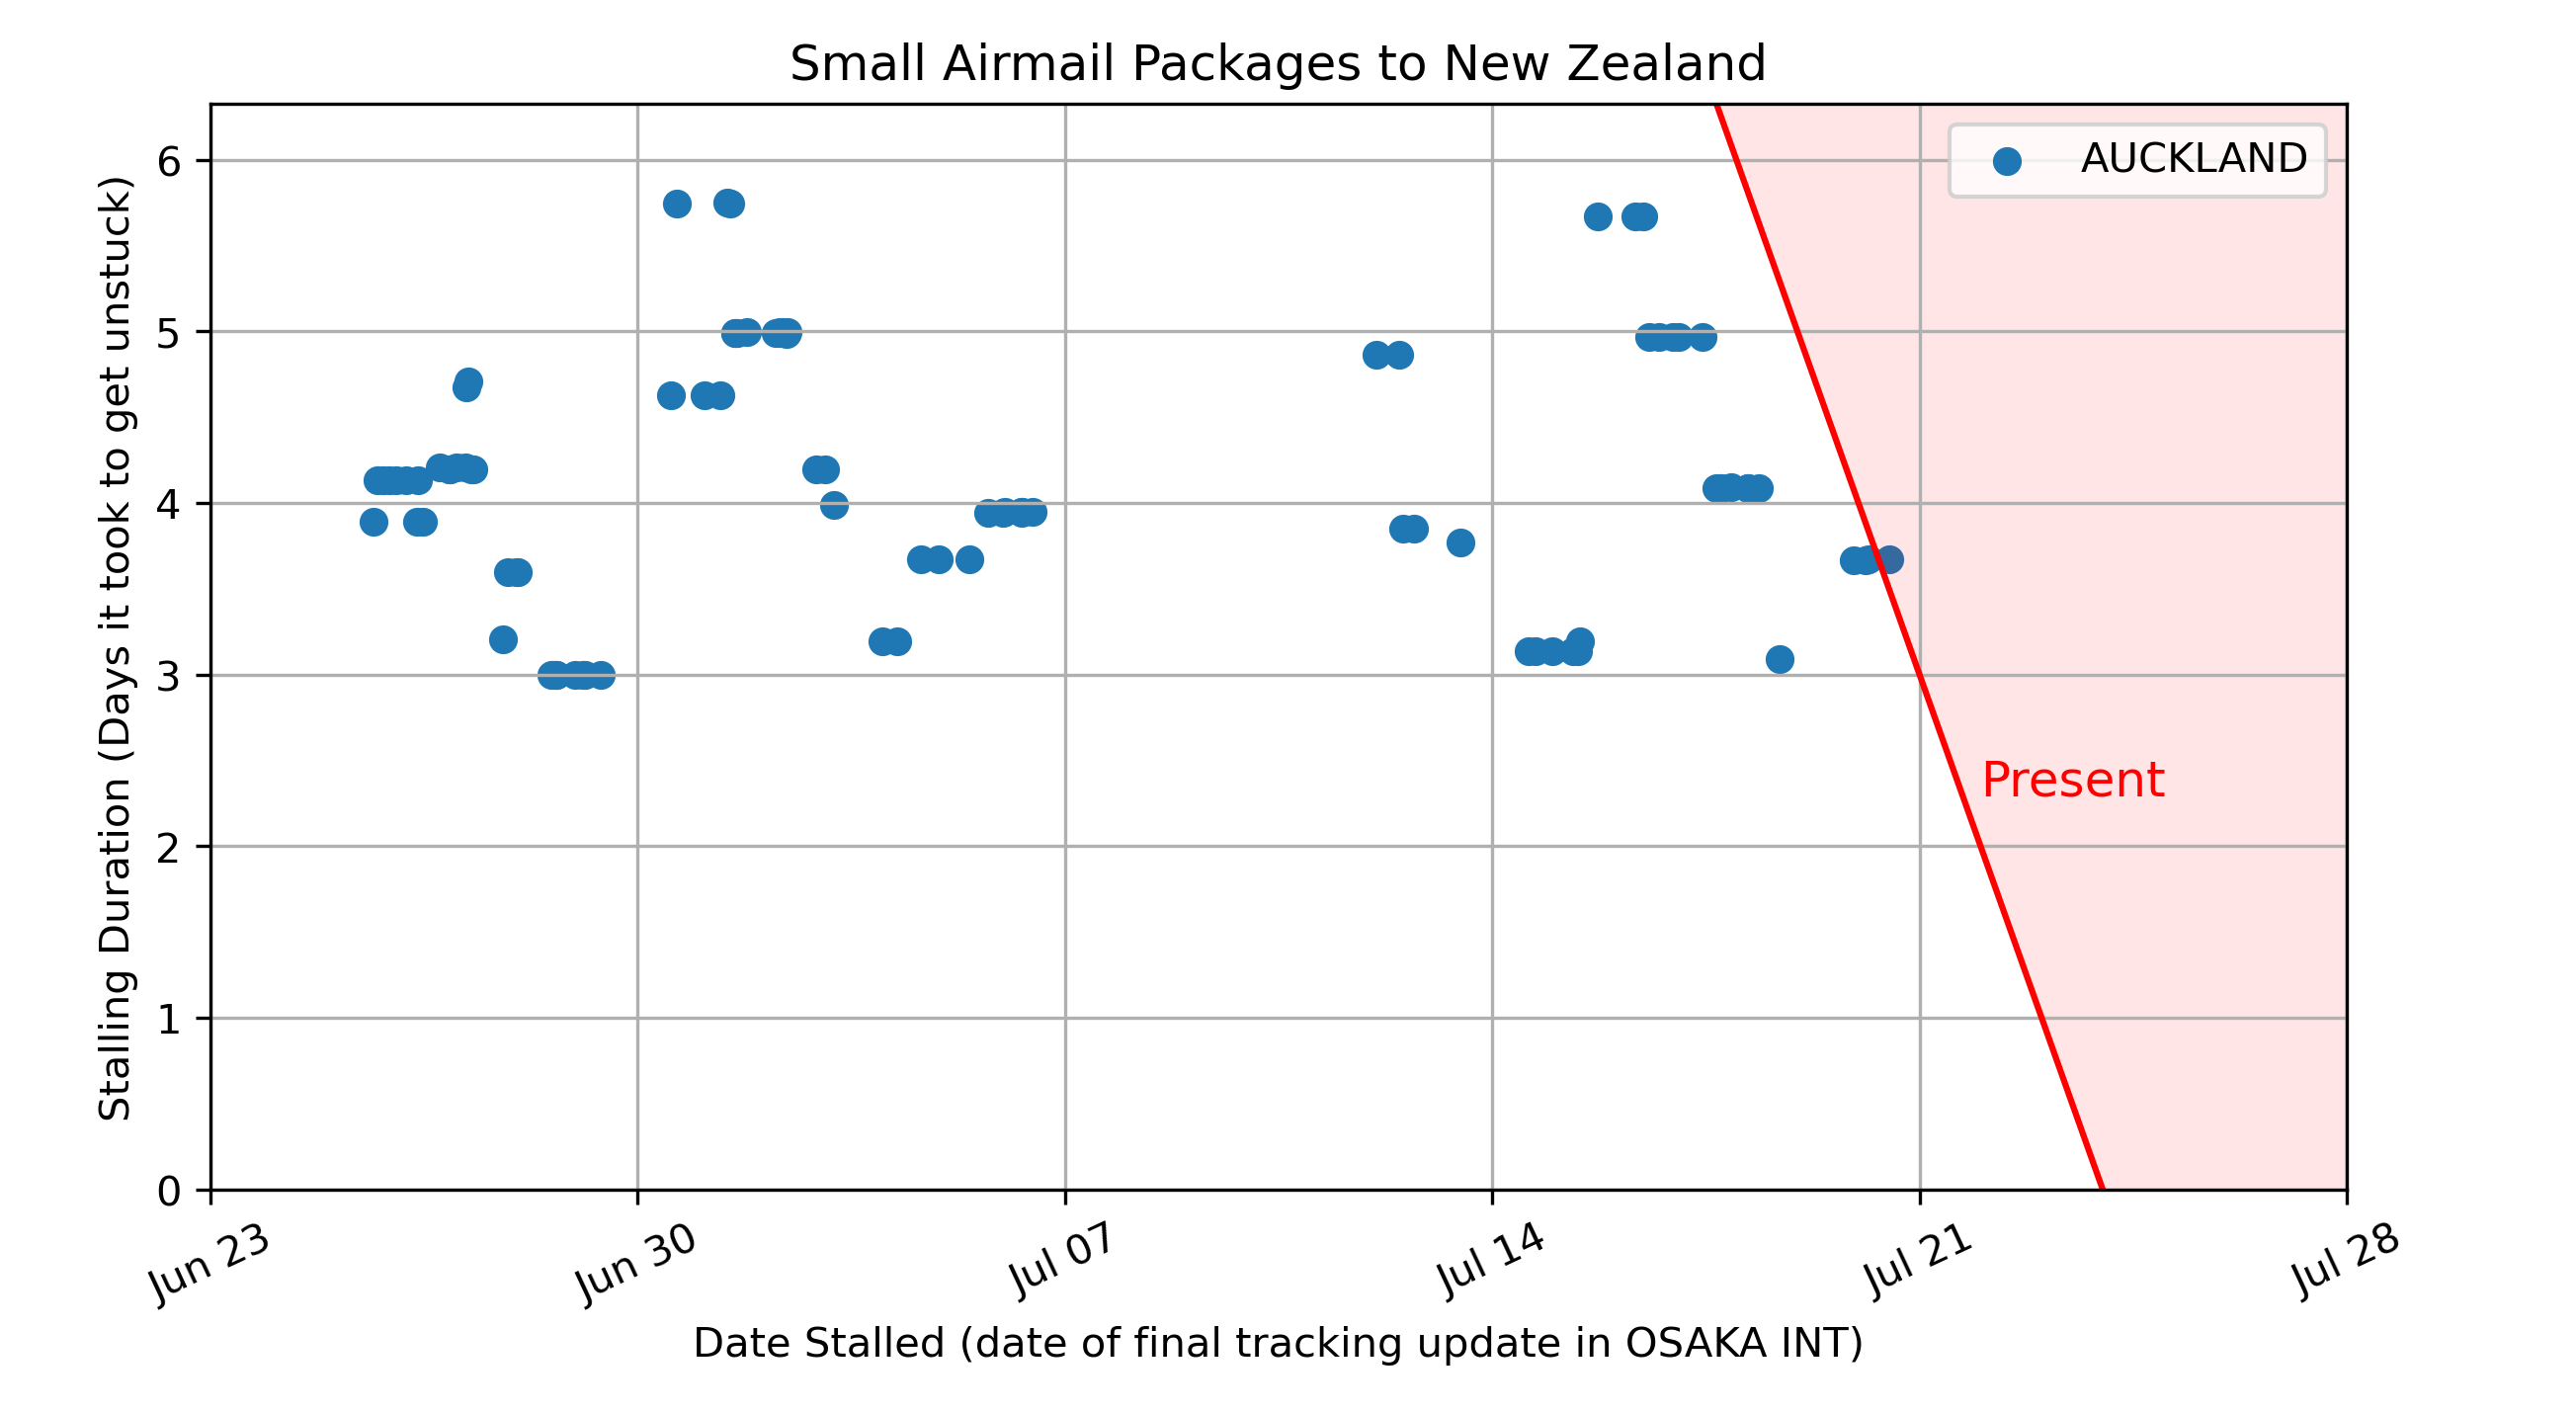 Small Airmail Packages to New Zealand
AUCKLAND
Present
Stalling Duration (Days it took to get unstuck)
6
5
4
3
2
1
0
Jun 23
Jun 30
Jul 07
Jul 14
Jul 21
Jul 28
Date Stalled (date of final tracking update in OSAKA INT)